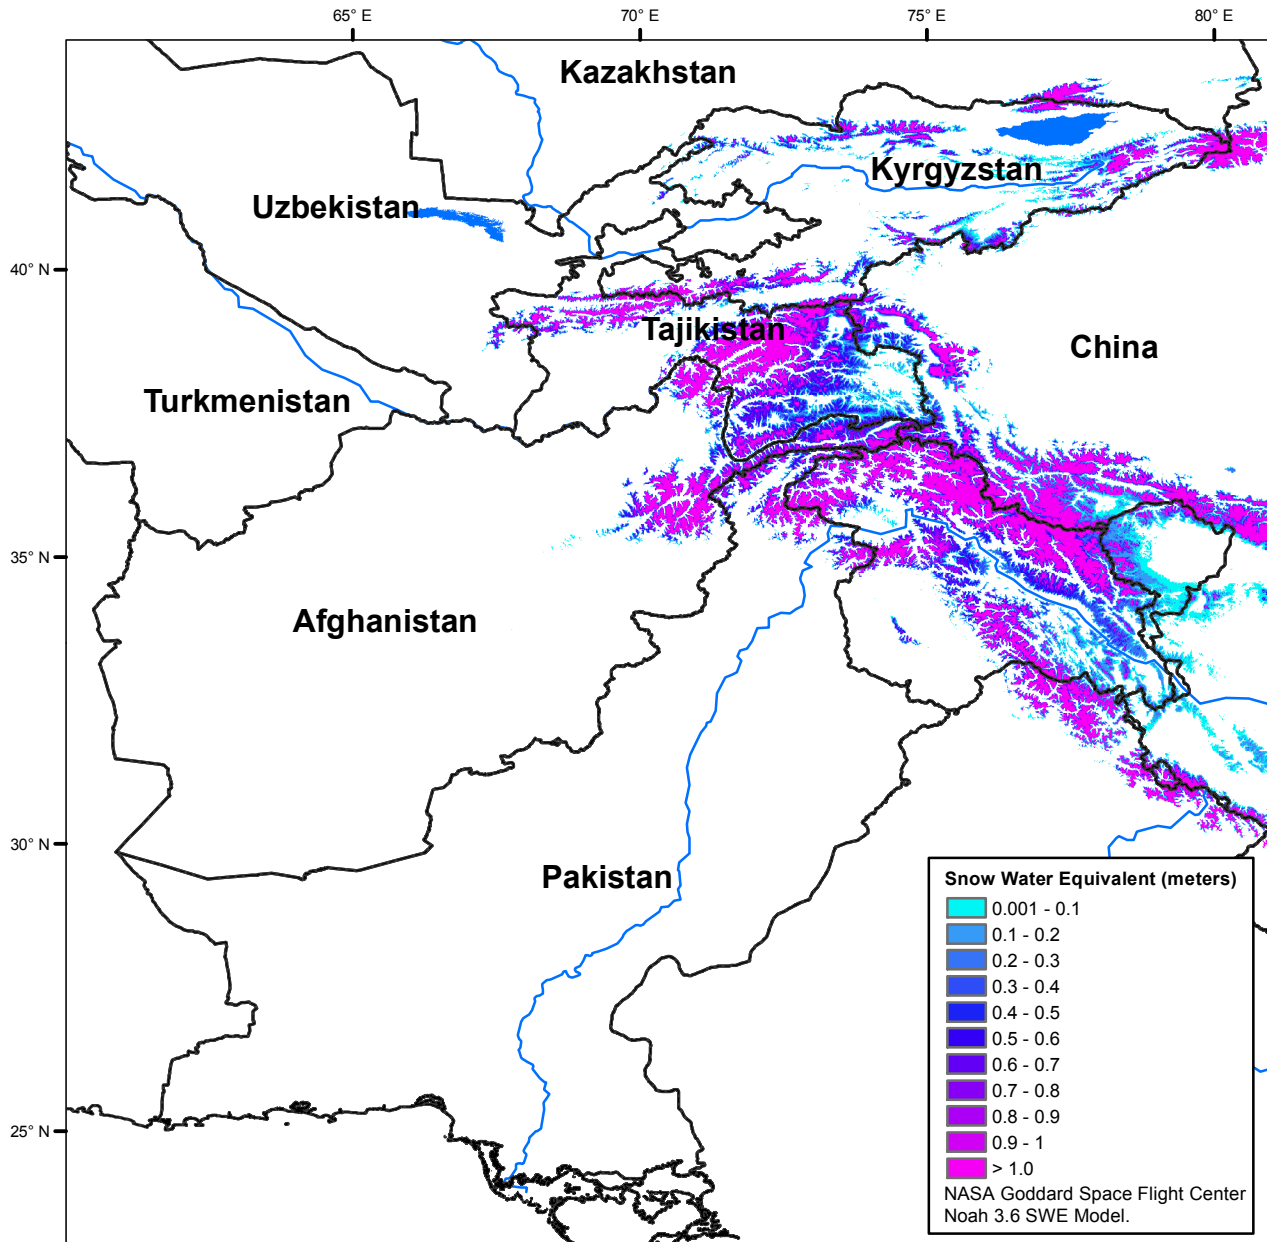 65° E
70° E
75° E
80° E
Kazakhstan
Kyrgyzstan
Uzbekistan
40° N
Tajikistan
China
Turkmenistan
35° N
Afghanistan
30° N
Pakistan
25° N
Snow Water Equivalent (meters)
0.001 - 0.1
0.1 - 0.2
0.2 - 0.3
0.3 - 0.4
0.4 - 0.5
0.5 - 0.6
0.6 - 0.7
0.7 - 0.8
0.8 - 0.9
0.9 - 1
> 1.0
NASA Goddard Space Flight Center
Noah 3.6 SWE Model.